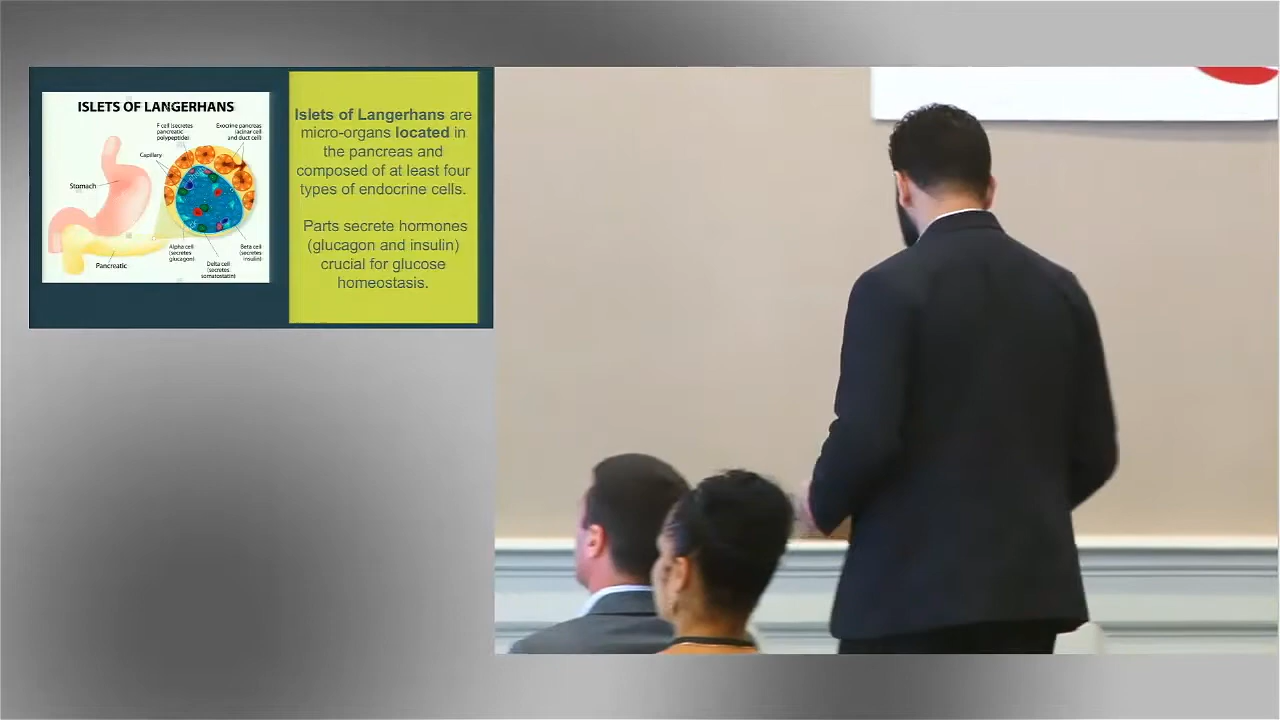 ISLETS OF LANGERHANS
F cell (secretes
pancreatic
polypeptide)
Exocrine pancreas
(acinar cell
and duct cell)
Capillary
Stomach
Alpha cell
(secretes
glucagon)
Beta cell
(secretes
insulin)
Delta cell
(secretes
somatostatin)
Pancreatic
Islets of Langerhans are
micro-organs located in
the pancreas and
composed of at least four
types of endocrine cells.
Parts secrete hormones
(glucagon and insulin)
crucial for glucose
homeostasis.